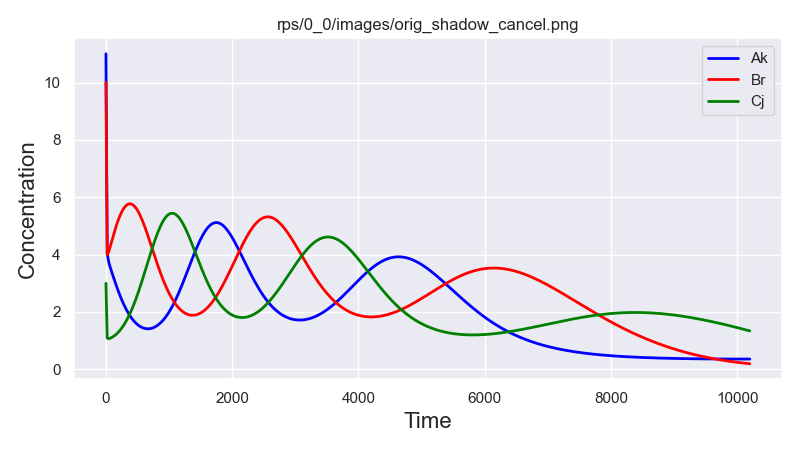 rps/0_0/images/orig_shadow_cancel.png
Ak
Br
Cj
Concentration
10
8
6
4
2
0
0 2000 4000 6000 8000 10000
Time